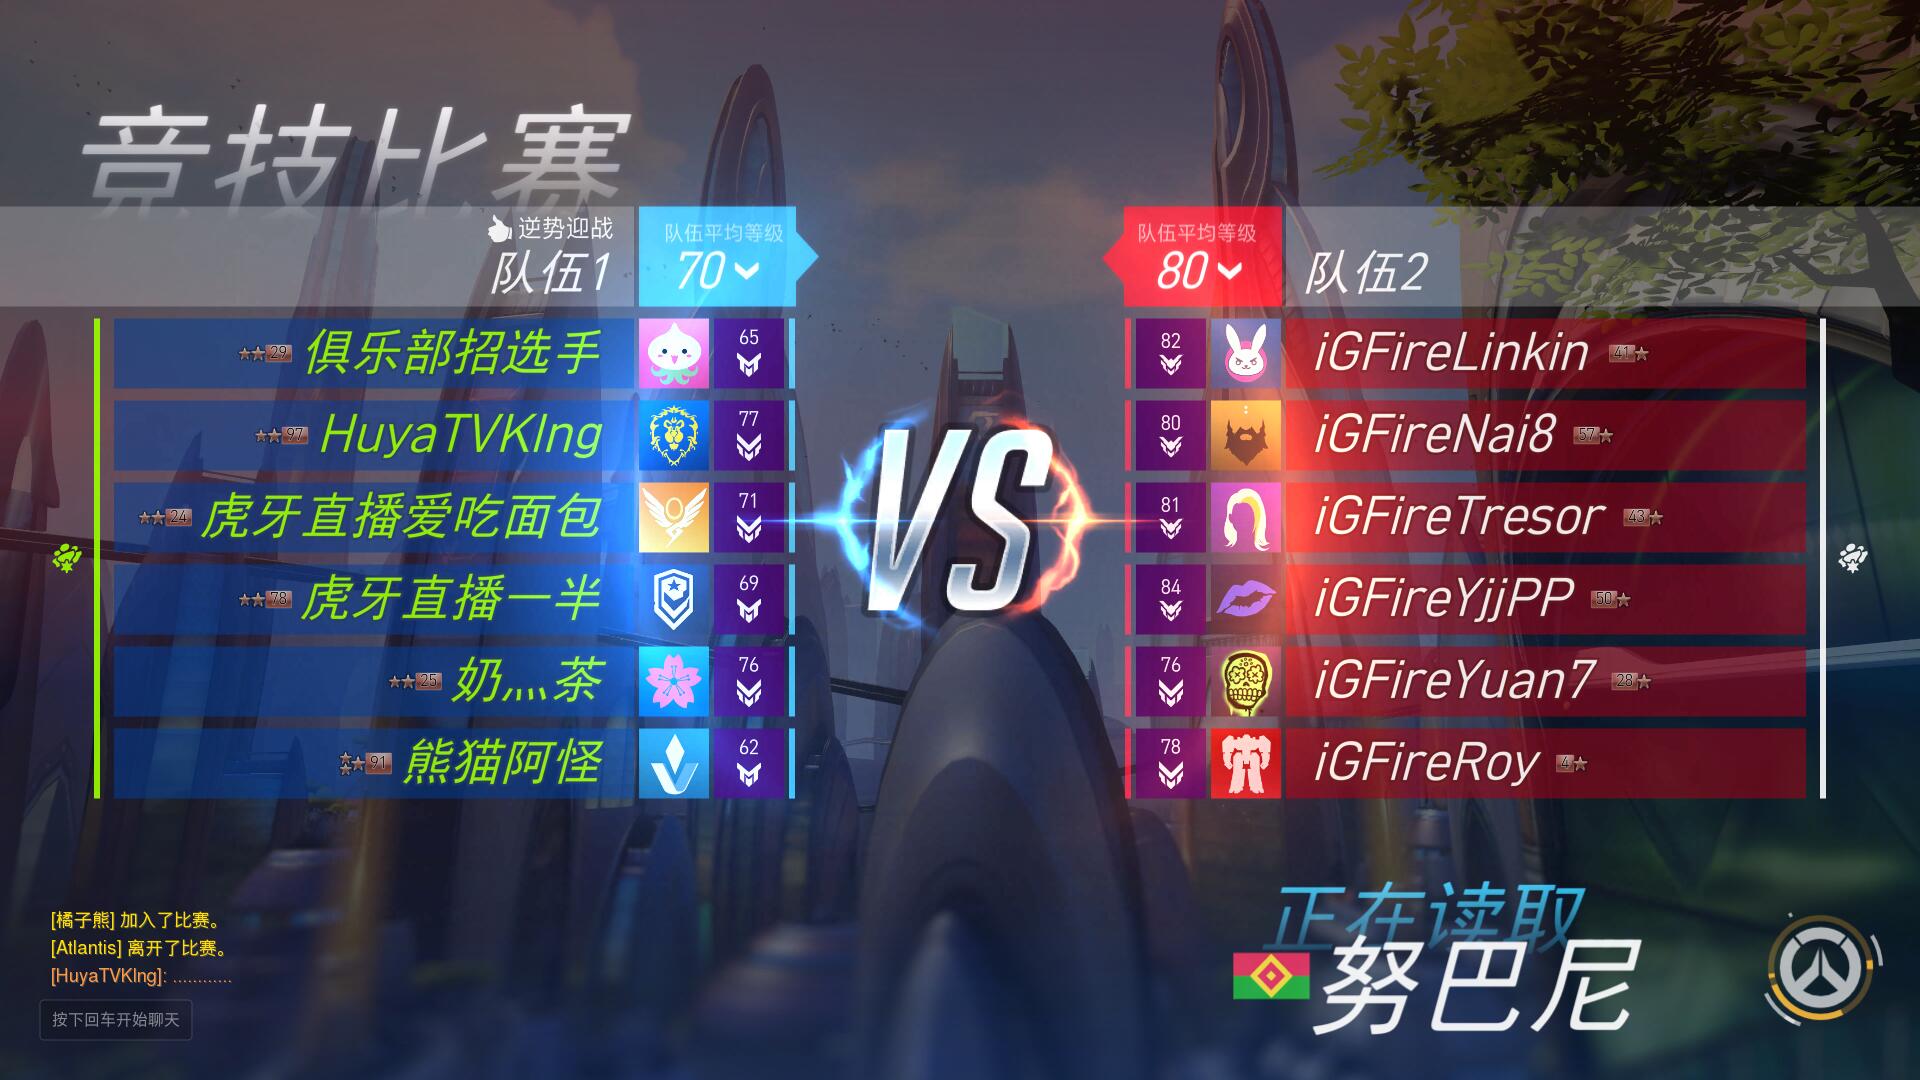 竞技比赛
逆势迎战
队伍1
队伍平均等级
70
队伍平均等级
80
队伍2
29 俱乐部招选手 65
97 HuyaTVKIng 77
24 虎牙直播爱吃面包 71
78 虎牙直播一半 69
25 奶灬茶 76
91 熊猫阿怪 62
VS
82 iGFireLinkin 41
80 iGFireNai8 57
81 iGFireTresor 43
84 iGFireYjjPP 50
76 iGFireYuan7 28
78 iGFireRoy 4
[橘子熊] 加入了比赛。
[Atlantis] 离开了比赛。
[HuyaTVKIng]: ............
按下回车开始聊天
正在读取
努巴尼